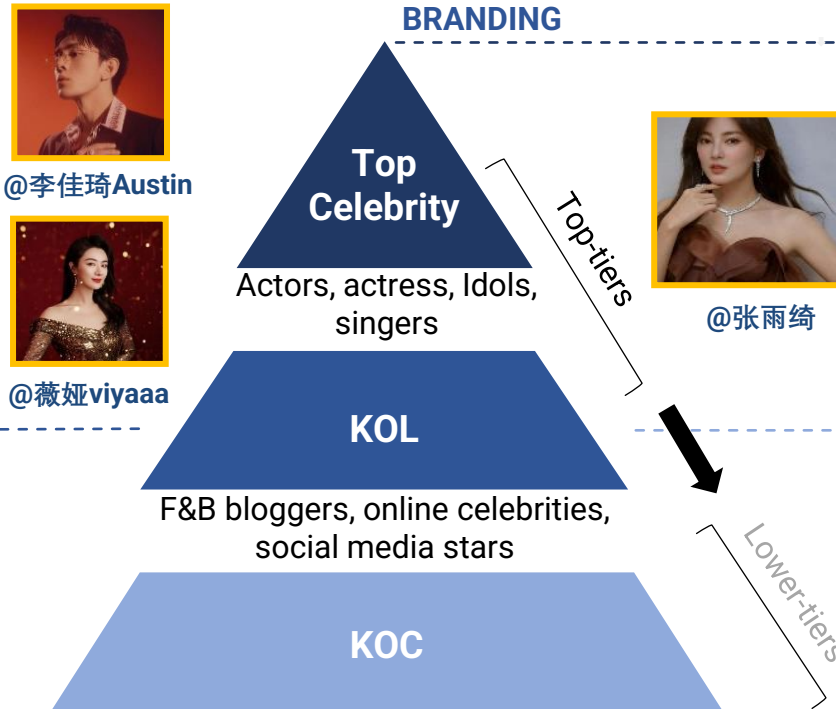 BRANDING
Top
Celebrity
@李佳琦Austin
Top-tiers
Actors, actress, Idols,
singers
@张雨绮
@薇娅viyaaa
KOL
F&B bloggers, online celebrities,
social media stars
Lower-tiers
KOC